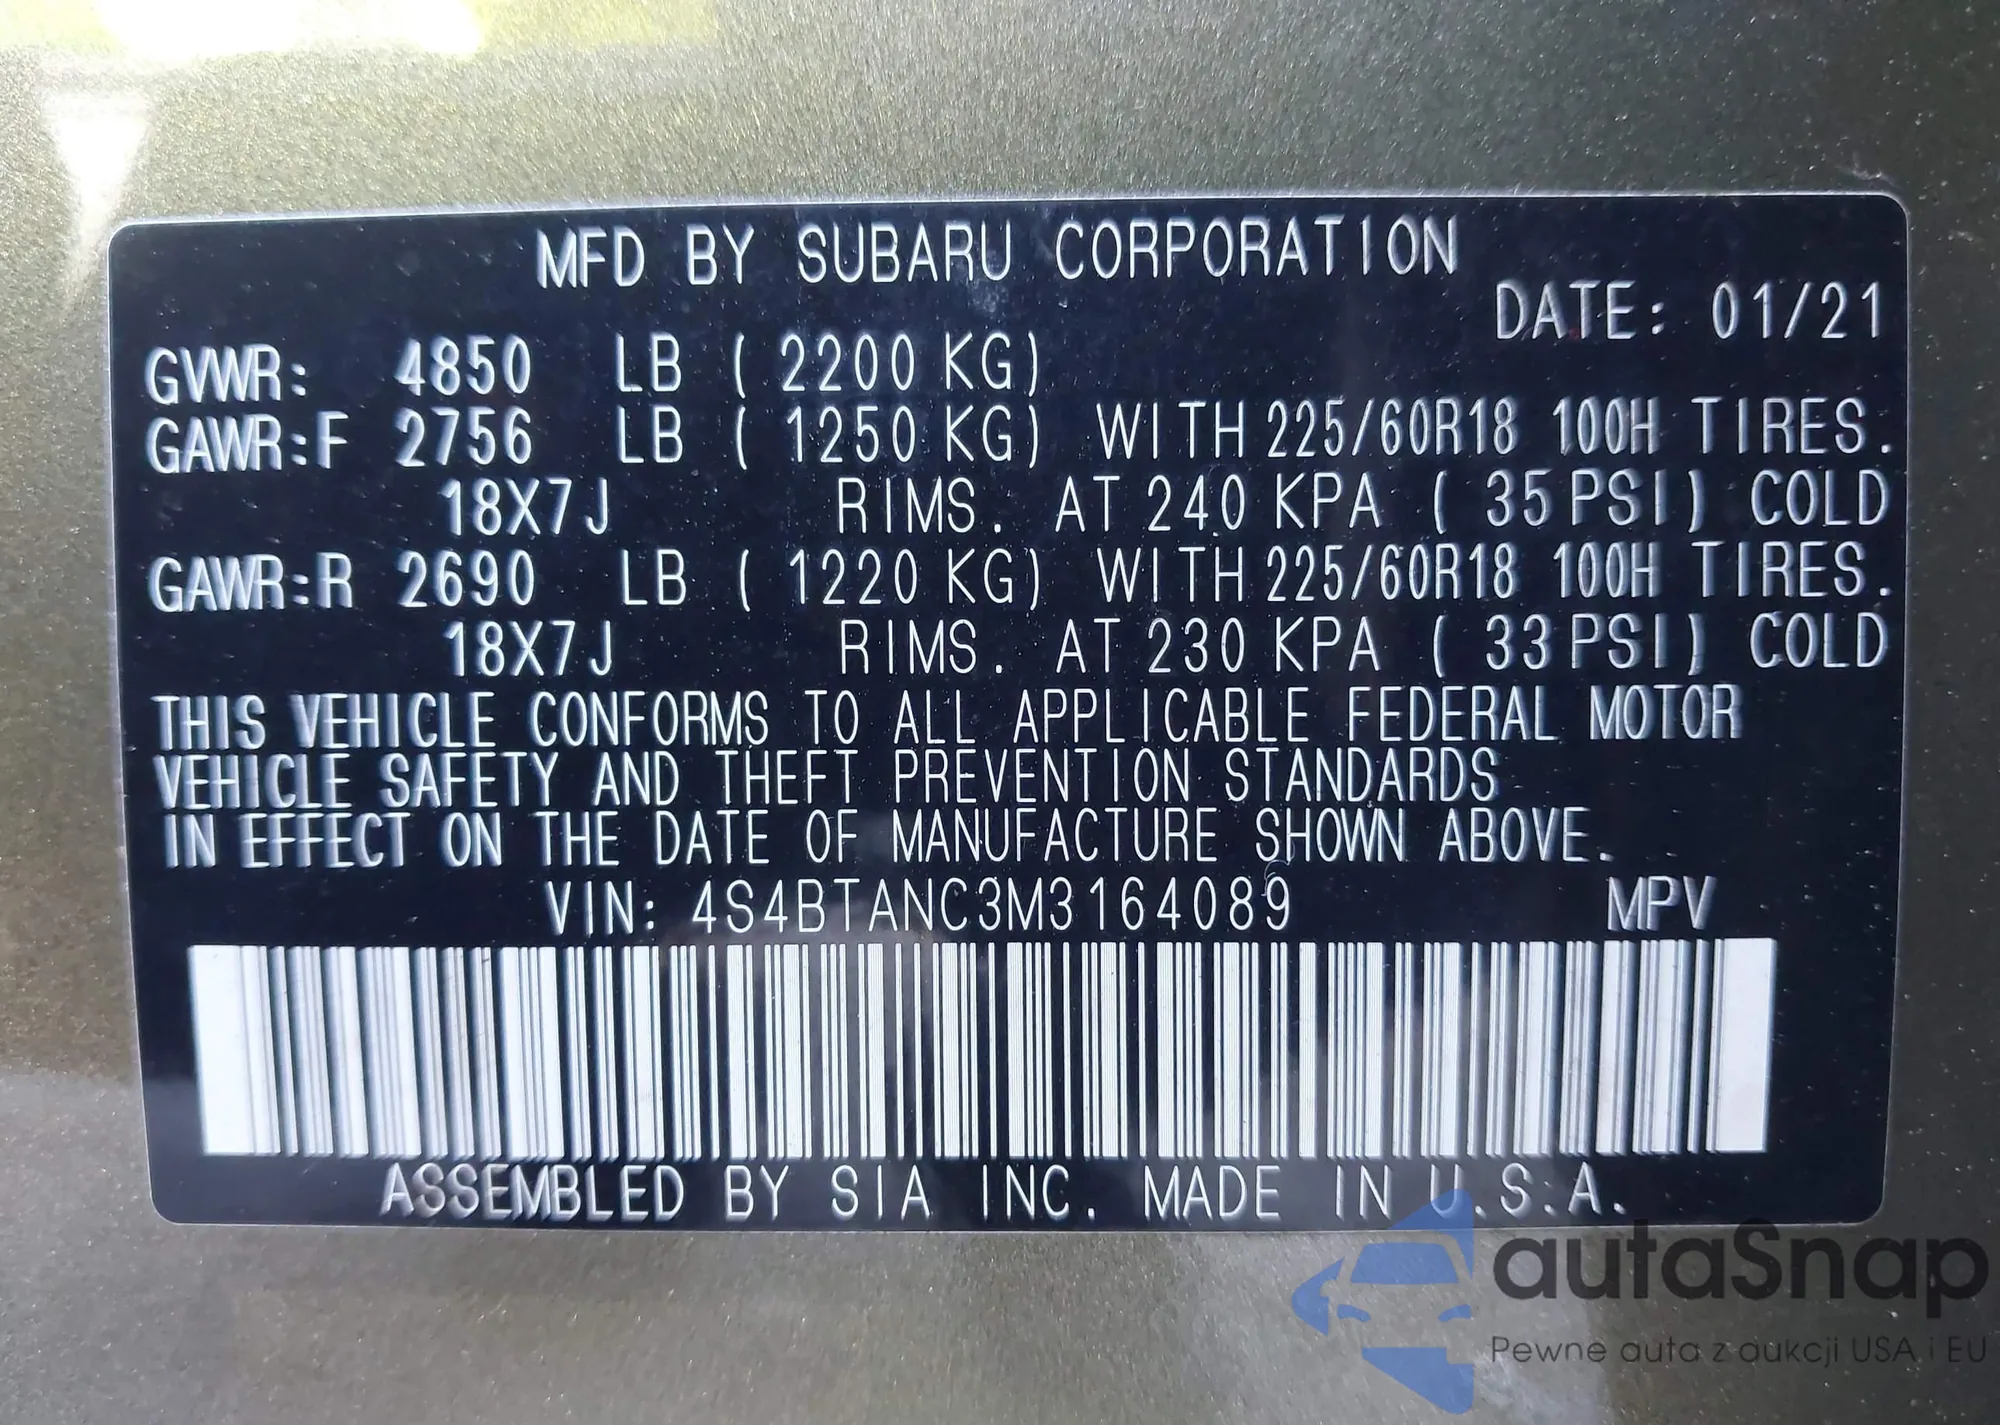 MFD BY SUBARU CORPORATION
DATE: 01/21
GVWR: 4850 LB ( 2200 KG)
GAWR:F 2756 LB ( 1250 KG) WITH 225/60R18 100H TIRES.
18X7J RIMS. AT 240 KPA ( 35 PSI) COLD
GAWR:R 2690 LB ( 1220 KG) WITH 225/60R18 100H TIRES.
18X7J RIMS. AT 230 KPA ( 33 PSI) COLD
THIS VEHICLE CONFORMS TO ALL APPLICABLE FEDERAL MOTOR
VEHICLE SAFETY AND THEFT PREVENTION STANDARDS
IN EFFECT ON THE DATE OF MANUFACTURE SHOWN ABOVE.
VIN: 4S4BTANC3M3164089 MPV
ASSEMBLED BY SIA INC. MADE IN U.S.A.
autaSnap
Pewne auta z aukcji USA i EU